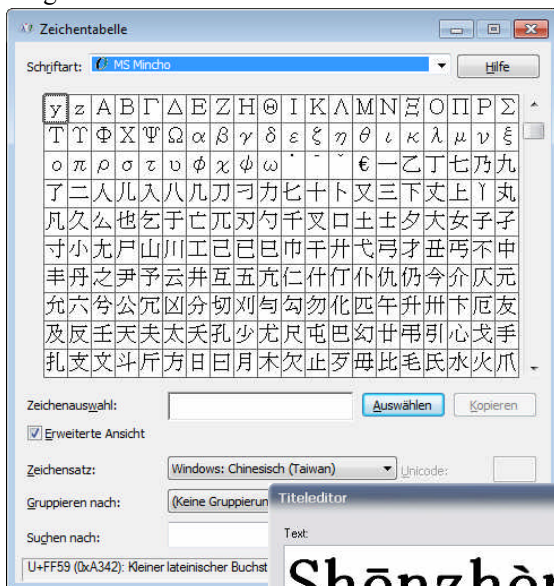 Zeichentabelle
Schriftart: MS Mincho Hilfe
y z Α Β Γ Δ Ε Ζ Η Θ Ι Κ Λ Μ Ν Ξ Ο Π Ρ Σ
Τ Υ Φ Χ Ψ Ω α β γ δ ε ζ η θ ι κ λ μ ν ξ
ο π ρ σ τ υ φ χ ψ ω ˙ ˉ ˇ € 一 乙 丁 七 乃 九
了 二 人 儿 入 八 几 刀 刁 力 匕 十 卜 又 三 下 丈 上 丫 丸
凡 久 么 也 乞 于 亡 兀 刃 勺 千 叉 口 土 士 夕 大 女 子 孑
寸 小 尢 尸 山 川 工 己 已 巳 巾 干 廾 弋 弓 才 丑 丐 不 中
丰 丹 之 尹 予 云 井 互 五 亢 仁 什 仃 仆 仇 仍 今 介 仄 元
允 六 兮 公 冗 凶 分 切 刈 匀 勾 勿 化 匹 午 升 卅 卞 厄 友
及 反 壬 天 夫 太 夭 孔 少 尤 尺 屯 巴 幻 廿 弔 引 心 戈 手
扎 支 文 斗 斤 方 日 曰 月 木 欠 止 歹 毋 比 毛 氏 水 火 爪
Zeichenauswahl: Auswählen Kopieren
Erweiterte Ansicht
Zeichensatz: Windows: Chinesisch (Taiwan) Unicode:
Gruppieren nach: (Keine Gruppierun
Titeleditor
Suchen nach:
Text:
U+FF59 (0xA342): Kleiner lateinischer Buchst
Shēnzhèn